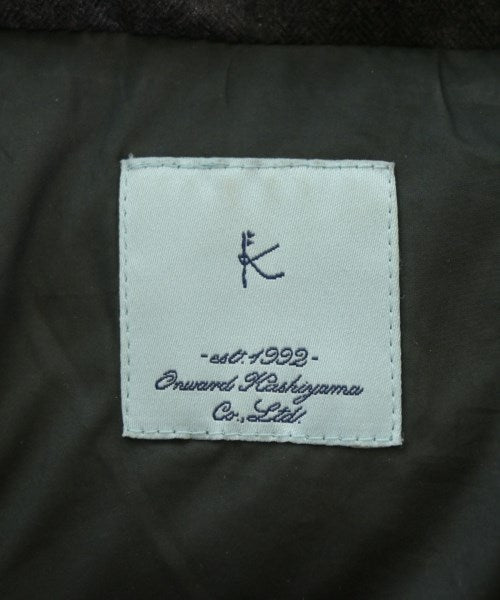 K
-est.1992-
Onward Kashiyama
Co.,Ltd.